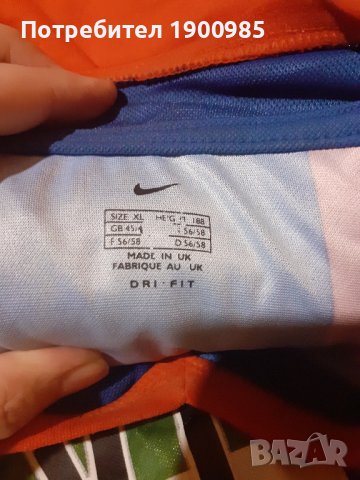 Потребител 1900985
SIZE XL HEIGHT 188
GB 45/ 56/58
F 56/58 D 56/58
MADE IN UK
FABRIQUE AU UK
DRI-FIT
BAZAR